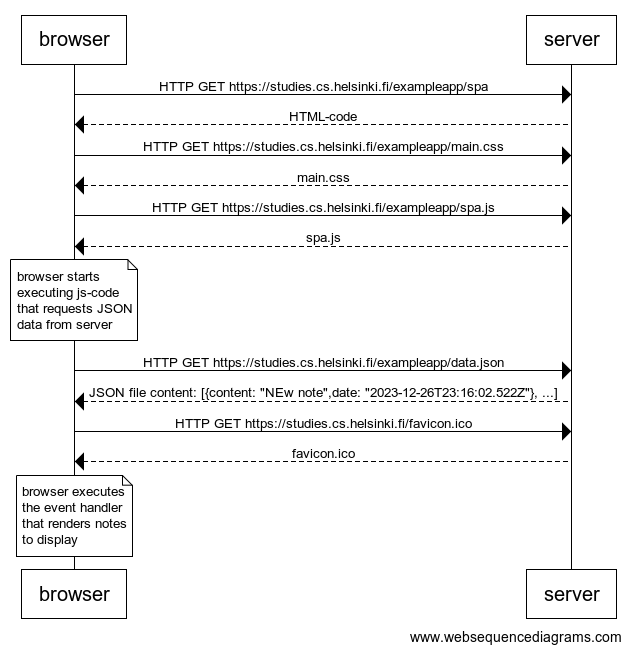 browser server
HTTP GET https://studies.cs.helsinki.fi/exampleapp/spa
HTML-code
HTTP GET https://studies.cs.helsinki.fi/exampleapp/main.css
main.css
HTTP GET https://studies.cs.helsinki.fi/exampleapp/spa.js
spa.js
browser starts
executing js-code
that requests JSON
data from server
HTTP GET https://studies.cs.helsinki.fi/exampleapp/data.json
JSON file content: [{content: "NEw note",date: "2023-12-26T23:16:02.522Z"}, ...]
HTTP GET https://studies.cs.helsinki.fi/favicon.ico
favicon.ico
browser executes
the event handler
that renders notes
to display
browser server
www.websequencediagrams.com